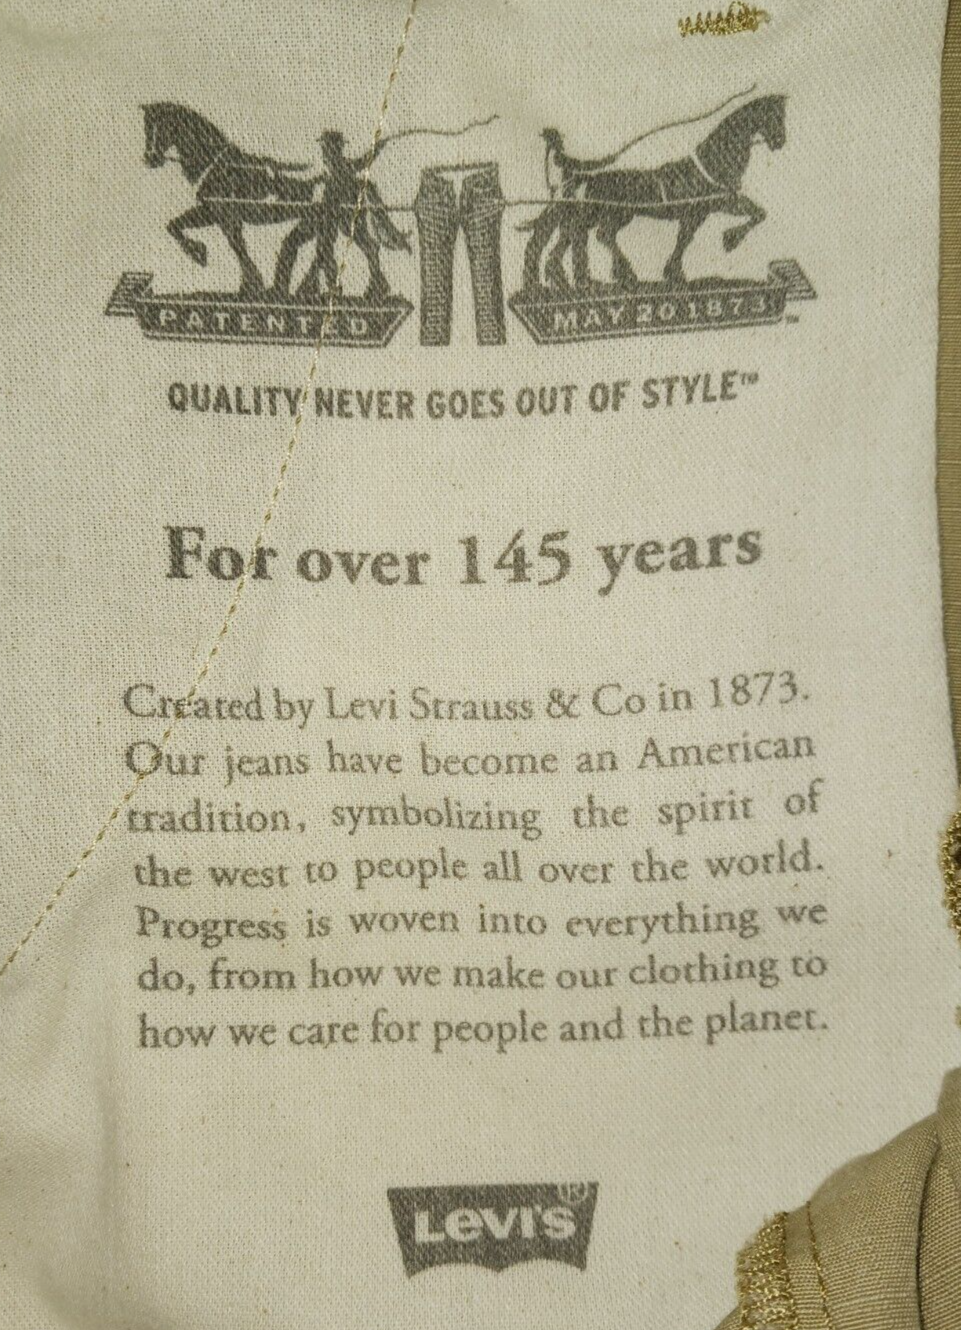 PATENTED
MAY 20 1873™
QUALITY NEVER GOES OUT OF STYLE™
For over 145 years
Created by Levi Strauss & Co in 1873.
Our jeans have become an American
tradition, symbolizing the spirit of
the west to people all over the world.
Progress is woven into everything we
do, from how we make our clothing to
how we care for people and the planet.
Levi's®